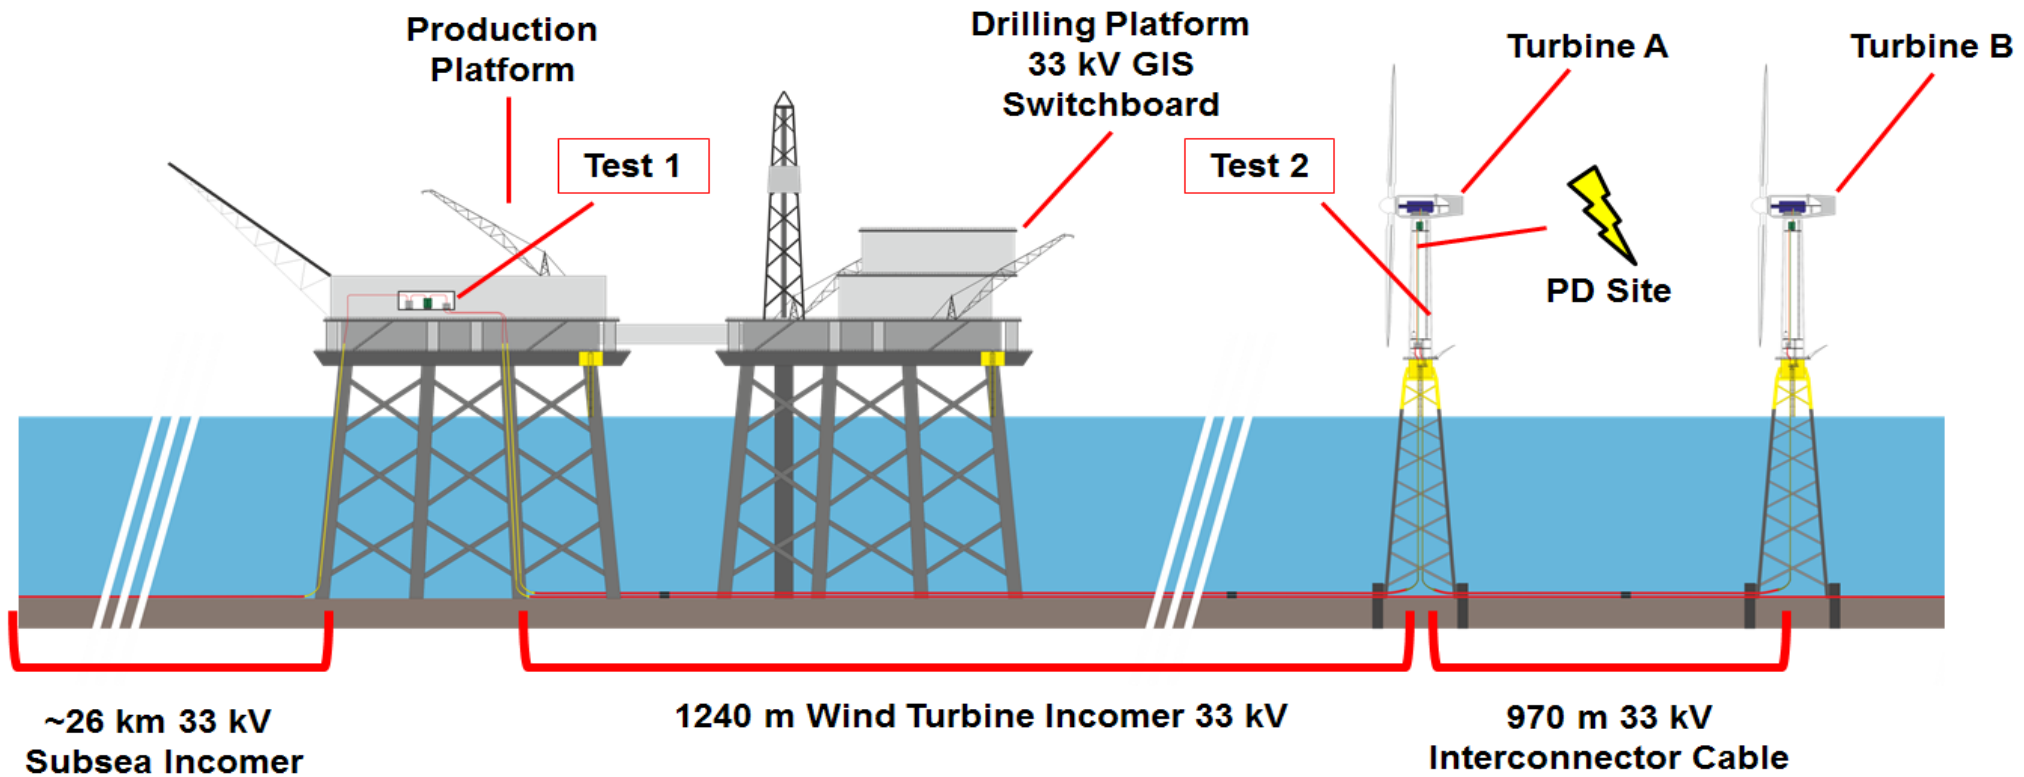 Production
Platform
Drilling Platform
33 kV GIS
Switchboard
Turbine A
Turbine B
Test 1
Test 2
PD Site
~26 km 33 kV
Subsea Incomer
1240 m Wind Turbine Incomer 33 kV
970 m 33 kV
Interconnector Cable